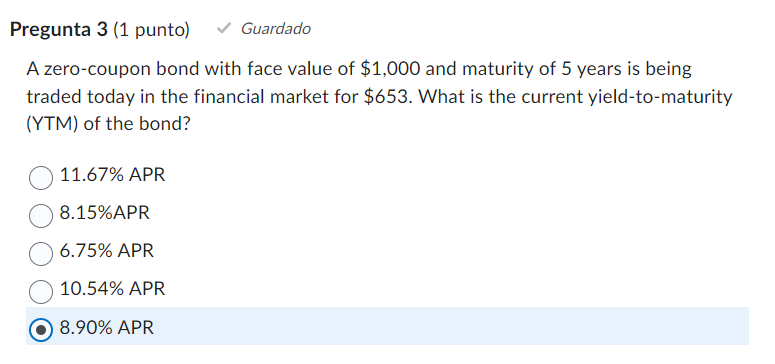 Pregunta 3 (1 punto) Guardado
A zero-coupon bond with face value of $1,000 and maturity of 5 years is being
traded today in the financial market for $653. What is the current yield-to-maturity
(YTM) of the bond?
11.67% APR
8.15%APR
6.75% APR
10.54% APR
8.90% APR